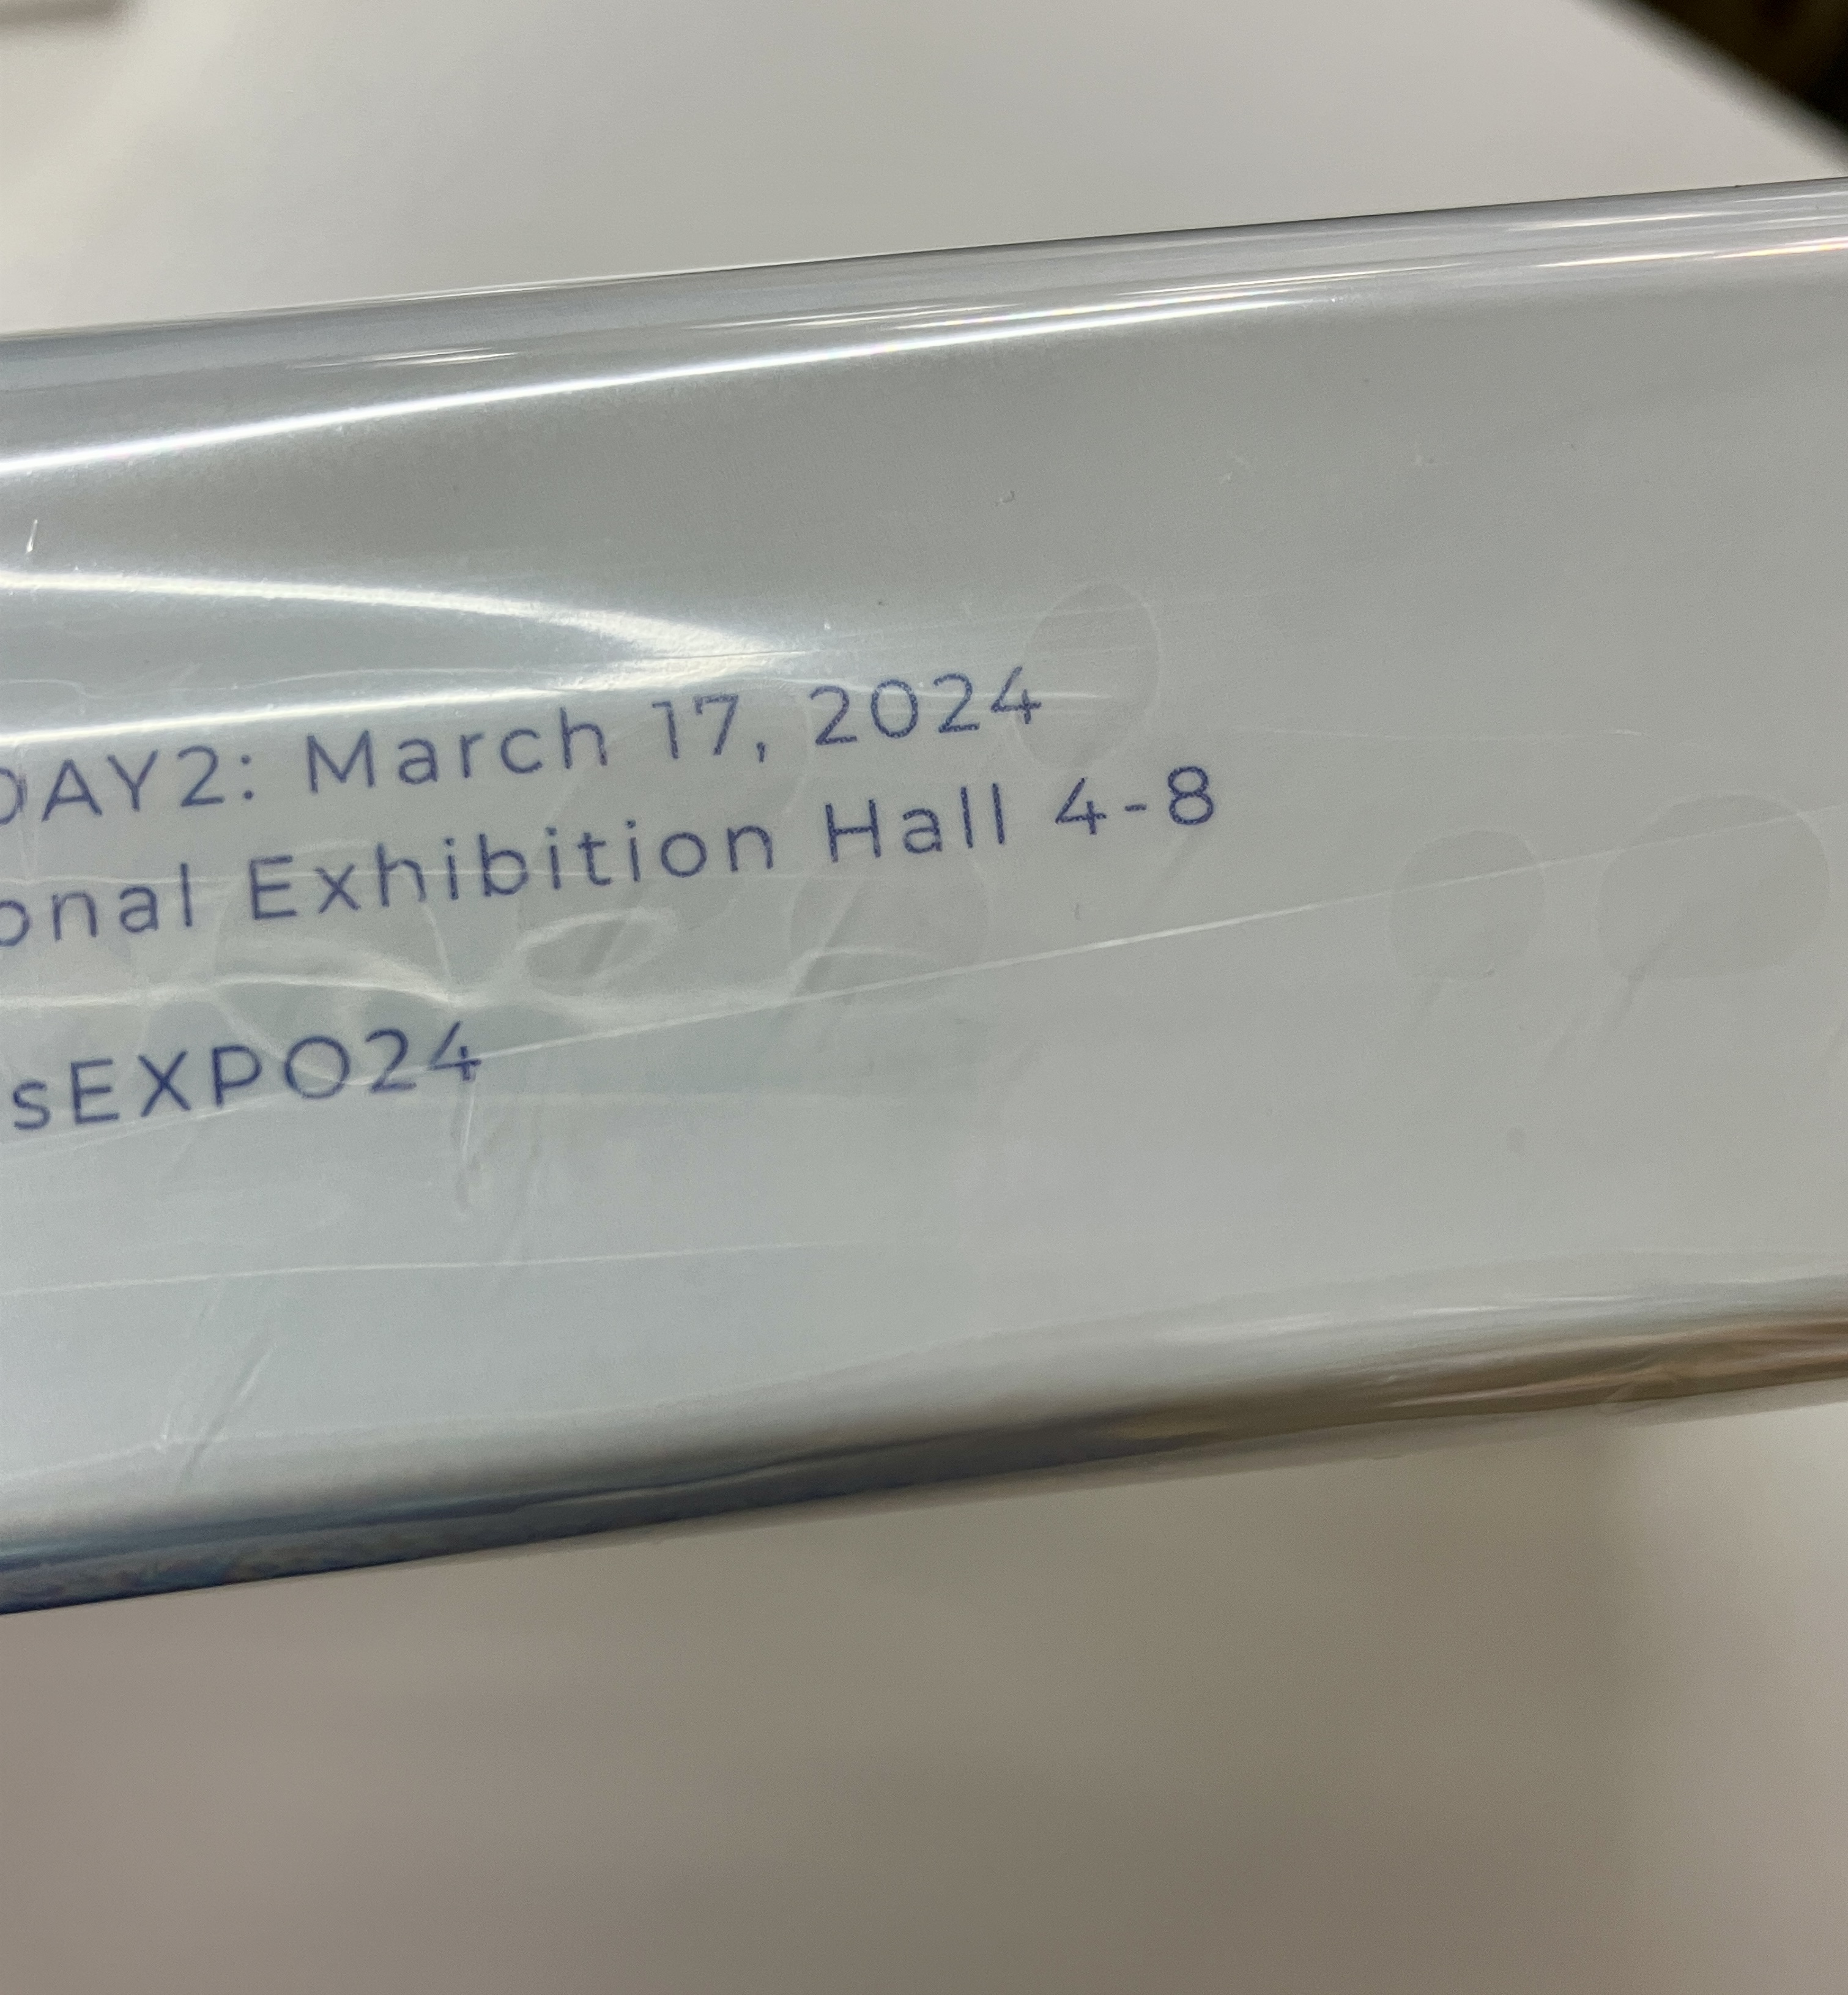 DAY2: March 17, 2024
onal Exhibition Hall 4-8
sEXPO24